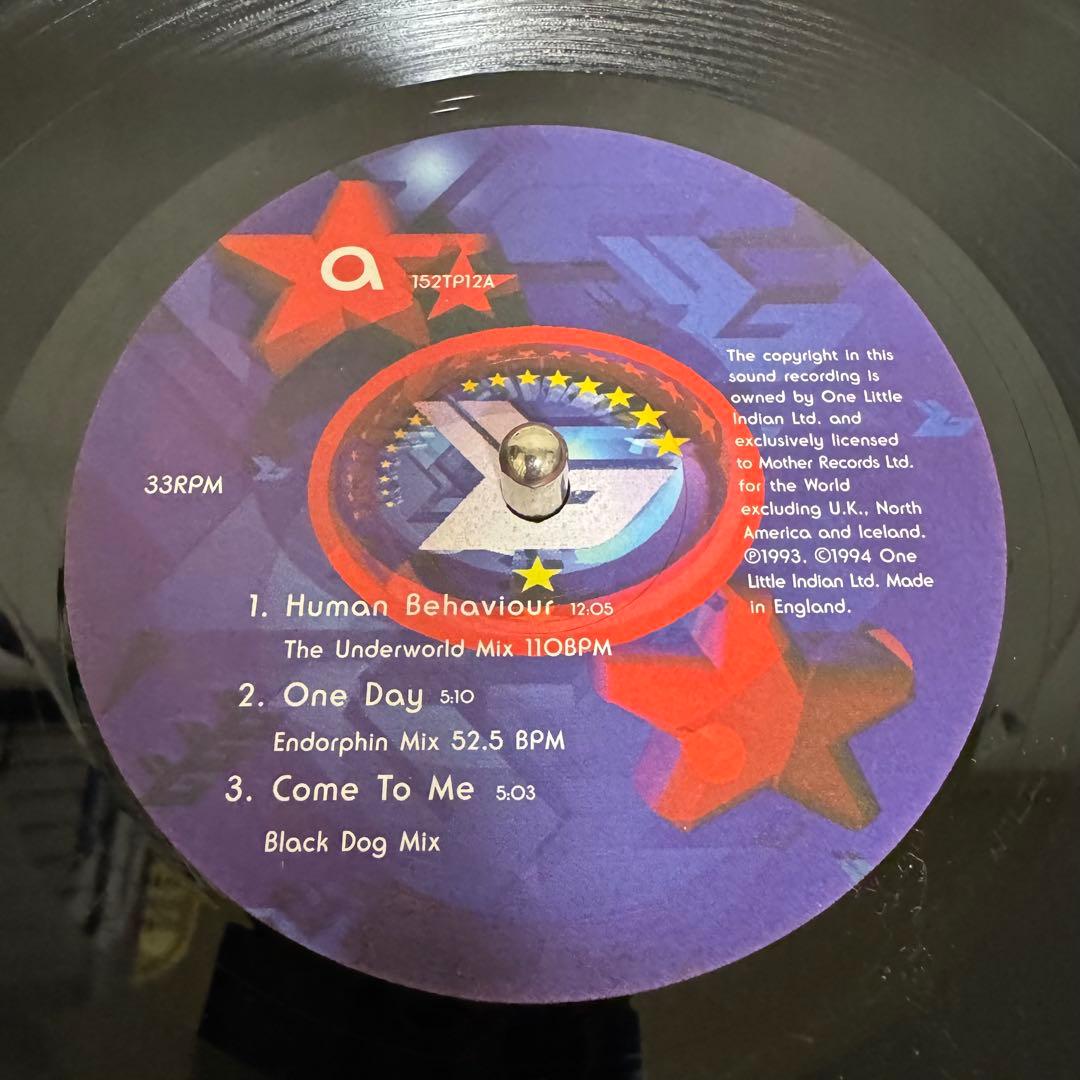 a
152TP12A
The copyright in this
sound recording is
owned by One Little
Indian Ltd. and
exclusively licensed
to Mother Records Ltd.
for the World
excluding U.K., North
America and Iceland.
℗1993. ©1994 One
Little Indian Ltd. Made
in England.
33RPM
1. Human Behaviour 12:05
The Underworld Mix 110BPM
2. One Day 5:10
Endorphin Mix 52.5 BPM
3. Come To Me 5:03
Black Dog Mix